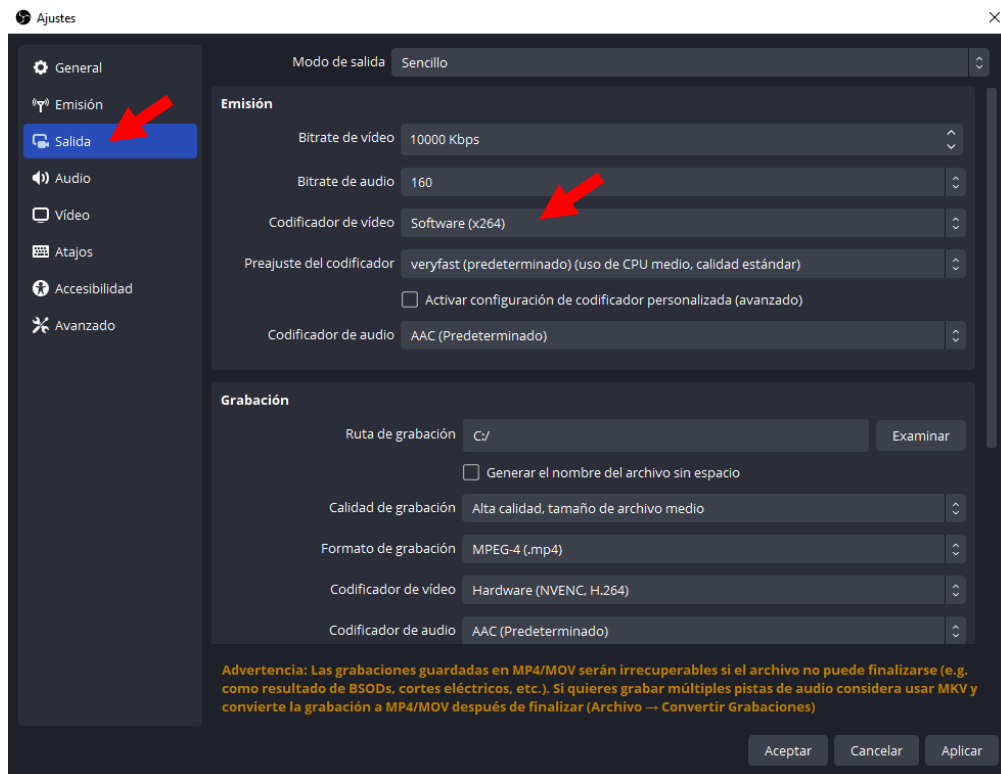 Ajustes
General
Emisión
Salida
Audio
Vídeo
Atajos
Accesibilidad
Avanzado
Modo de salida Sencillo
Emisión
Bitrate de vídeo 10000 Kbps
Bitrate de audio 160
Codificador de vídeo Software (x264)
Preajuste del codificador veryfast (predeterminado) (uso de CPU medio, calidad estándar)
Activar configuración de codificador personalizada (avanzado)
Codificador de audio AAC (Predeterminado)
Grabación
Ruta de grabación C:/ Examinar
Generar el nombre del archivo sin espacio
Calidad de grabación Alta calidad, tamaño de archivo medio
Formato de grabación MPEG-4 (.mp4)
Codificador de vídeo Hardware (NVENC, H.264)
Codificador de audio AAC (Predeterminado)
Advertencia: Las grabaciones guardadas en MP4/MOV serán irrecuperables si el archivo no puede finalizarse (e.g.
como resultado de BSODs, cortes eléctricos, etc.). Si quieres grabar múltiples pistas de audio considera usar MKV y
convierte la grabación a MP4/MOV después de finalizar (Archivo → Convertir Grabaciones)
Aceptar Cancelar Aplicar